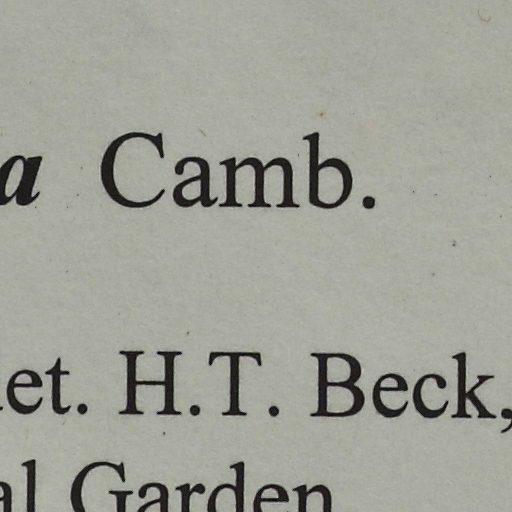 a Camb.
et. H.T. Beck,
al Garden